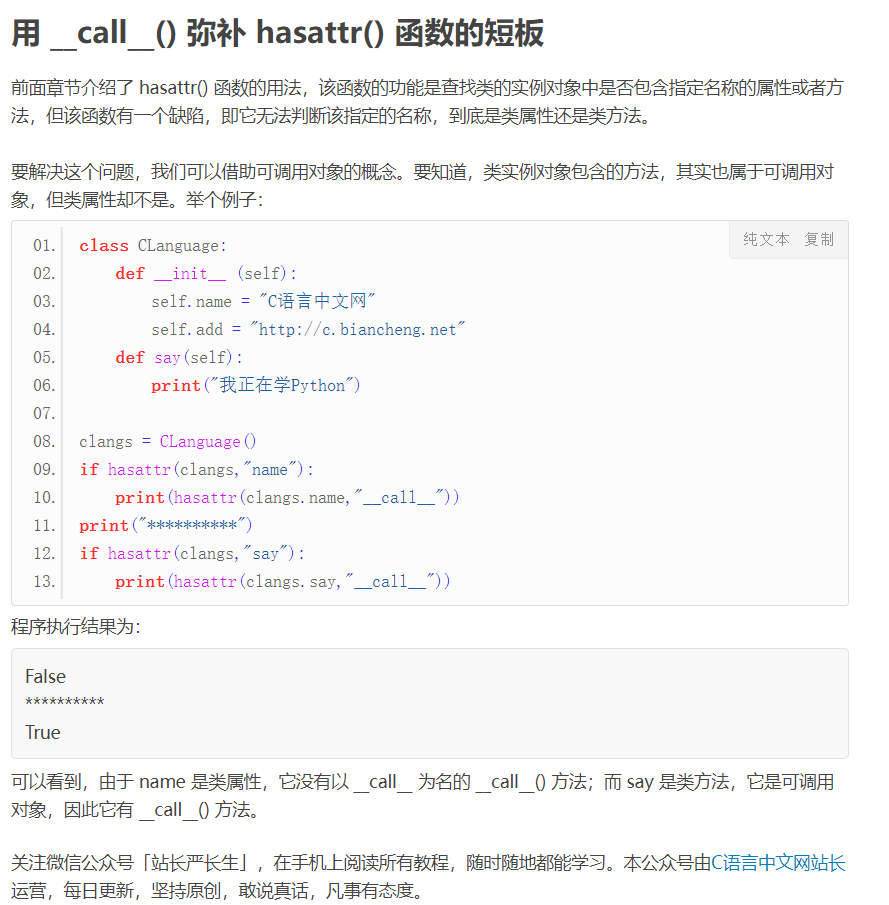 用 __call__() 弥补 hasattr() 函数的短板
前面章节介绍了 hasattr() 函数的用法，该函数的功能是查找类的实例对象中是否包含指定名称的属性或者方
法，但该函数有一个缺陷，即它无法判断该指定的名称，到底是类属性还是类方法。
要解决这个问题，我们可以借助可调用对象的概念。要知道，类实例对象包含的方法，其实也属于可调用对
象，但类属性却不是。举个例子：
纯文本 复制
01. class CLanguage:
02.     def __init__ (self):
03.         self.name = "C语言中文网"
04.         self.add = "http://c.biancheng.net"
05.     def say(self):
06.         print("我正在学Python")
07.
08. clangs = CLanguage()
09. if hasattr(clangs,"name"):
10.     print(hasattr(clangs.name,"__call__"))
11. print("**********")
12. if hasattr(clangs,"say"):
13.     print(hasattr(clangs.say,"__call__"))
程序执行结果为：
False
**********
True
可以看到，由于 name 是类属性，它没有以 __call__ 为名的 __call__() 方法；而 say 是类方法，它是可调用
对象，因此它有 __call__() 方法。
关注微信公众号「站长严长生」，在手机上阅读所有教程，随时随地都能学习。本公众号由C语言中文网站长
运营，每日更新，坚持原创，敢说真话，凡事有态度。